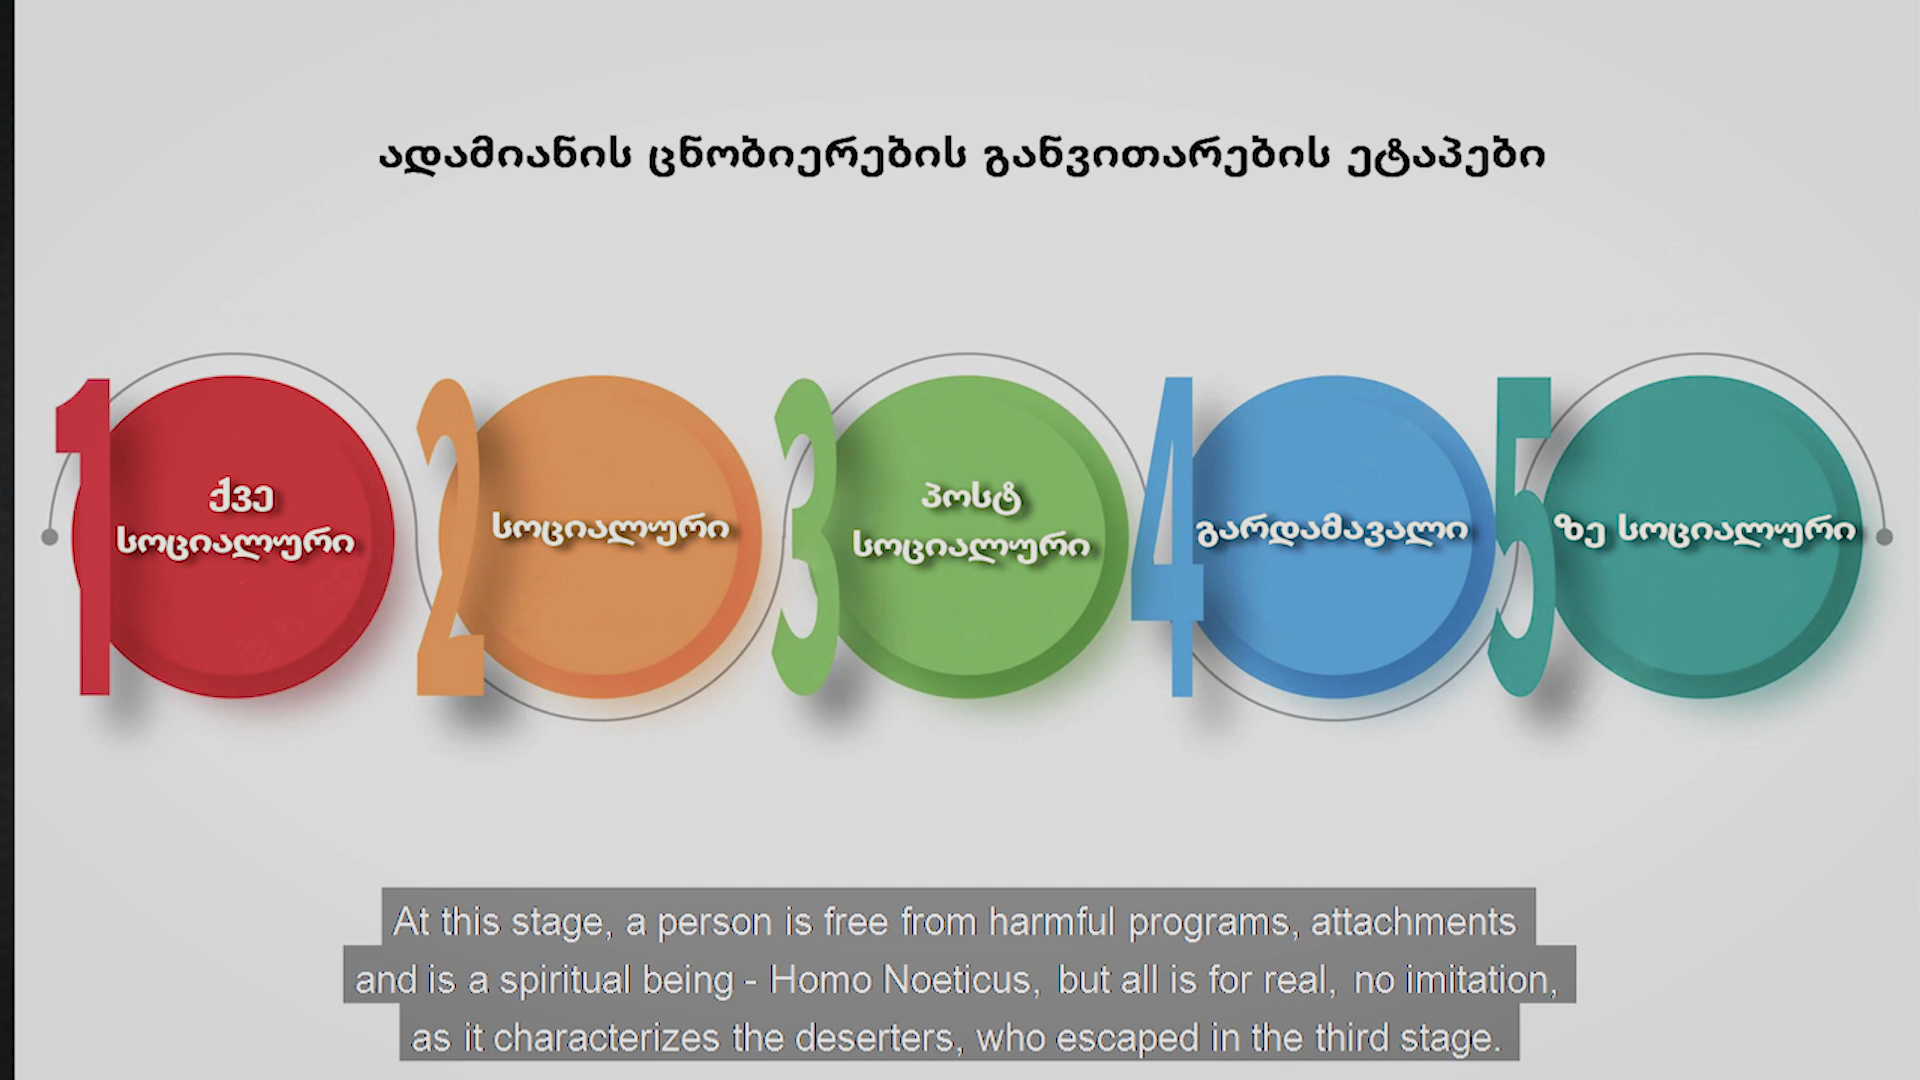 ადამიანის ცნობიერების განვითარების ეტაპები
1
ქვე
სოციალური
2
სოციალური
3
პოსტ
სოციალური
4
გარდამავალი
5
ზე სოციალური
At this stage, a person is free from harmful programs, attachments
and is a spiritual being - Homo Noeticus, but all is for real, no imitation,
as it characterizes the deserters, who escaped in the third stage.